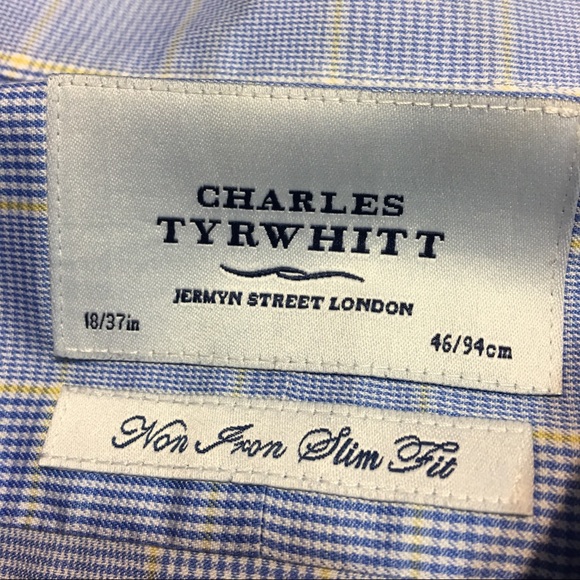 CHARLES
TYRWHITT
JERMYN STREET LONDON
18/37in
46/94cm
Non Iron Slim Fit